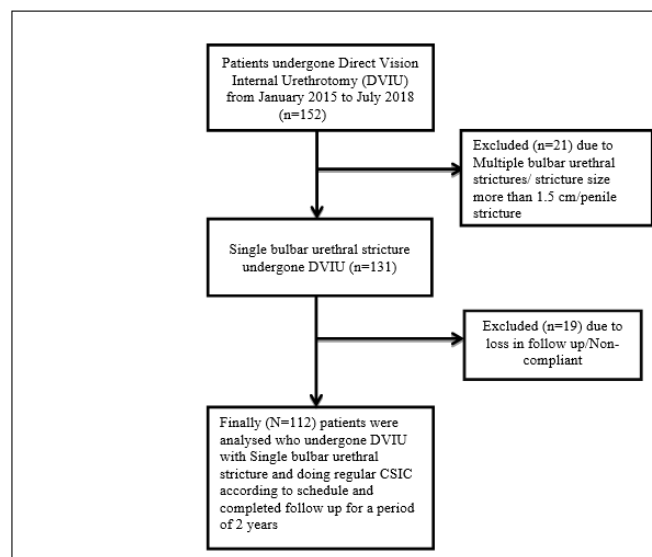 Patients undergone Direct Vision
Internal Urethrotomy (DVIU)
from January 2015 to July 2018
(n=152)
Excluded (n=21) due to
Multiple bulbar urethral
strictures/ stricture size
more than 1.5 cm/penile
stricture
Single bulbar urethral stricture
undergone DVIU (n=131)
Excluded (n=19) due to
loss in follow up/Non-
compliant
Finally (N=112) patients were
analysed who undergone DVIU
with Single bulbar urethral
stricture and doing regular CSIC
according to schedule and
completed follow up for a period
of 2 years